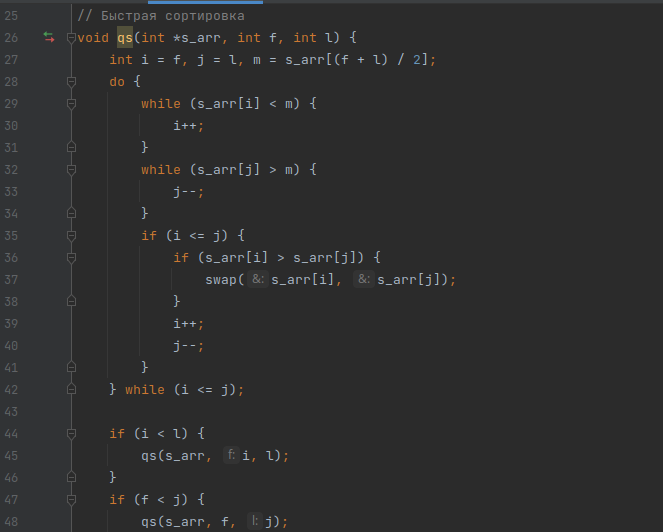 25 // Быстрая сортировка
26 void qs(int *s_arr, int f, int l) {
27 int i = f, j = l, m = s_arr[(f + l) / 2];
28 do {
29 while (s_arr[i] < m) {
30 i++;
31 }
32 while (s_arr[j] > m) {
33 j--;
34 }
35 if (i <= j) {
36 if (s_arr[i] > s_arr[j]) {
37 swap( &: s_arr[i], &: s_arr[j]);
38 }
39 i++;
40 j--;
41 }
42 } while (i <= j);
43
44 if (i < l) {
45 qs(s_arr, f: i, l);
46 }
47 if (f < j) {
48 qs(s_arr, f, l: j);